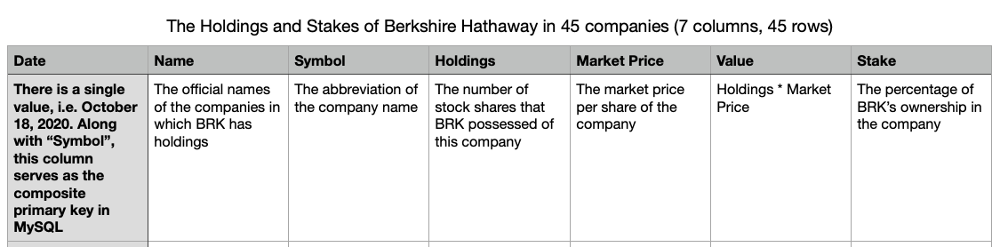 The Holdings and Stakes of Berkshire Hathaway in 45 companies (7 columns, 45 rows)
Date
Name
Symbol
Holdings
Market Price
Value
Stake
There is a single
value, i.e. October
18, 2020. Along
with “Symbol”,
this column
serves as the
composite
primary key in
MySQL
The official names
of the companies in
which BRK has
holdings
The abbreviation of
the company name
The number of
stock shares that
BRK possessed of
this company
The market price
per share of the
company
Holdings * Market
Price
The percentage of
BRK’s ownership in
the company